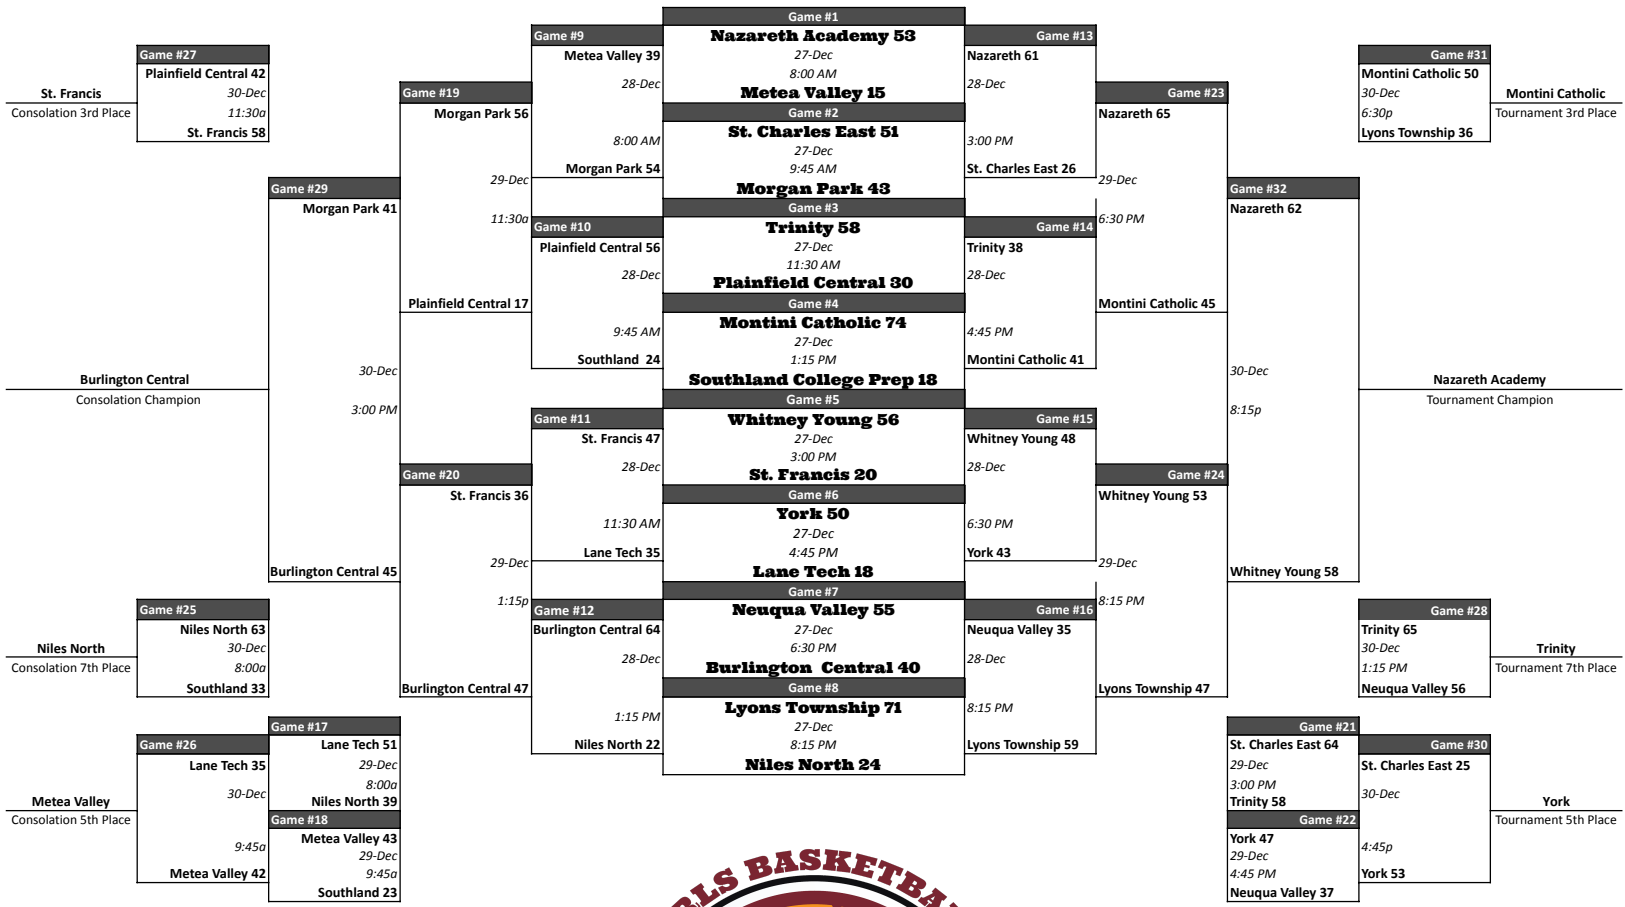 Game #27
Plainfield Central 42
30-Dec
11:30a
St. Francis 58
St. Francis
Consolation 3rd Place
Game #19
Morgan Park 56
29-Dec
11:30a
Plainfield Central 17
Game #29
Morgan Park 41
30-Dec
3:00 PM
Burlington Central 45
Burlington Central
Consolation Champion
Game #20
St. Francis 36
29-Dec
1:15p
Burlington Central 47
Game #25
Niles North 63
30-Dec
8:00a
Southland 33
Niles North
Consolation 7th Place
Game #17
Lane Tech 51
29-Dec
8:00a
Niles North 39
Game #26
Lane Tech 35
30-Dec
9:45a
Metea Valley 42
Metea Valley
Consolation 5th Place
Game #18
Metea Valley 43
29-Dec
9:45a
Southland 23
Game #9
Metea Valley 39
28-Dec
8:00 AM
Morgan Park 54
Game #10
Plainfield Central 56
28-Dec
9:45 AM
Southland 24
Game #11
St. Francis 47
28-Dec
11:30 AM
Lane Tech 35
Game #12
Burlington Central 64
28-Dec
1:15 PM
Niles North 22
Game #1
Nazareth Academy 53
27-Dec
8:00 AM
Metea Valley 15
Game #2
St. Charles East 51
27-Dec
9:45 AM
Morgan Park 43
Game #3
Trinity 58
27-Dec
11:30 AM
Plainfield Central 30
Game #4
Montini Catholic 74
27-Dec
1:15 PM
Southland College Prep 18
Game #5
Whitney Young 56
27-Dec
3:00 PM
St. Francis 20
Game #6
York 50
27-Dec
4:45 PM
Lane Tech 18
Game #7
Neuqua Valley 55
27-Dec
6:30 PM
Burlington Central 40
Game #8
Lyons Township 71
27-Dec
8:15 PM
Niles North 24
Game #13
Nazareth 61
28-Dec
3:00 PM
St. Charles East 26
Game #14
Trinity 38
28-Dec
4:45 PM
Montini Catholic 41
Game #15
Whitney Young 48
28-Dec
6:30 PM
York 43
Game #16
Neuqua Valley 35
28-Dec
8:15 PM
Lyons Township 59
Game #23
Nazareth 65
29-Dec
6:30 PM
Montini Catholic 45
Game #24
Whitney Young 53
29-Dec
8:15 PM
Lyons Township 47
Game #32
Nazareth 62
30-Dec
8:15p
Whitney Young 58
Nazareth Academy
Tournament Champion
Game #31
Montini Catholic 50
30-Dec
6:30p
Lyons Township 36
Montini Catholic
Tournament 3rd Place
Game #28
Trinity 65
30-Dec
1:15 PM
Neuqua Valley 56
Trinity
Tournament 7th Place
Game #21
St. Charles East 64
29-Dec
3:00 PM
Trinity 58
Game #22
York 47
29-Dec
4:45 PM
Neuqua Valley 37
Game #30
St. Charles East 25
30-Dec
4:45p
York 53
York
Tournament 5th Place